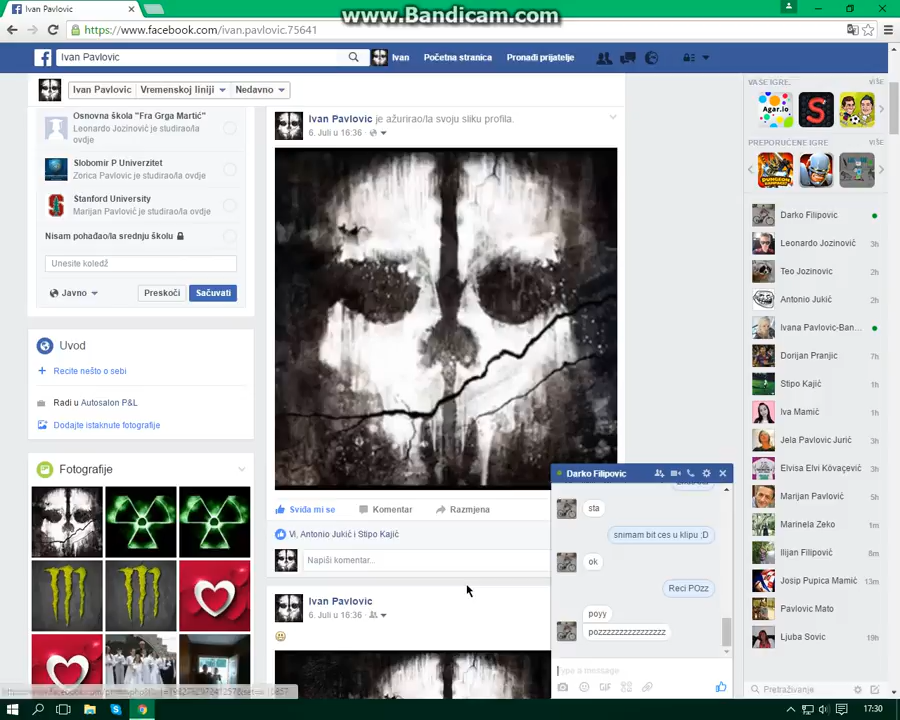 Ivan Pavlovic
www.Bandicam.com
https://www.facebook.com/ivan.pavlovic.75641
Ivan Pavlovic
Ivan
Početna stranica
Pronađi prijatelje
Ivan Pavlovic
Vremenskoj liniji
Nedavno
Osnovna škola "Fra Grga Martić"
Leonardo Jozinović je studirao/la
ovdje
Slobomir P Univerzitet
Zorica Pavlović je studirao/la ovdje
Stanford University
Marijan Pavlović je studirao/la
ovdje
Nisam pohađao/la srednju školu
Unesite koledž
Javno
Preskoči
Sačuvati
Uvod
+ Recite nešto o sebi
Radi u Autosalon P&L
Dodajte istaknute fotografije
Fotografije
Ivan Pavlovic je ažurirao/la svoju sliku profila.
6. Juli u 16:36
Sviđa mi se
Komentar
Razmjena
Vi, Antonio Jukić i Stipo Kajić
Napiši komentar...
Ivan Pavlovic
6. Juli u 16:36
Darko Filipovic
sta
snimam bit ces u klipu ;D
ok
Reci POzz
poyy
pozzzzzzzzzzzzzzzzz
Type a message
GIF
VAŠE IGRE.
VIŠE
Agar.io
PREPORUČENE IGRE
VIŠE
Darko Filipovic
Leonardo Jozinović 3h
Teo Jozinovic 2h
Antonio Jukić 2h
Ivana Pavlovic-Ban...
Dorijan Pranjic 7h
Stipo Kajić 1h
Iva Mamić 1h
Jela Pavlovic Jurić 3h
Elvisa Elvi Kovačević 3h
Marijan Pavlović 5h
Marinela Zeko 1m
Ilijan Filipović 8m
Josip Pupica Mamić 13m
Pavlovic Mato
Ljuba Sovic 19h
Pretraživanje
17:30